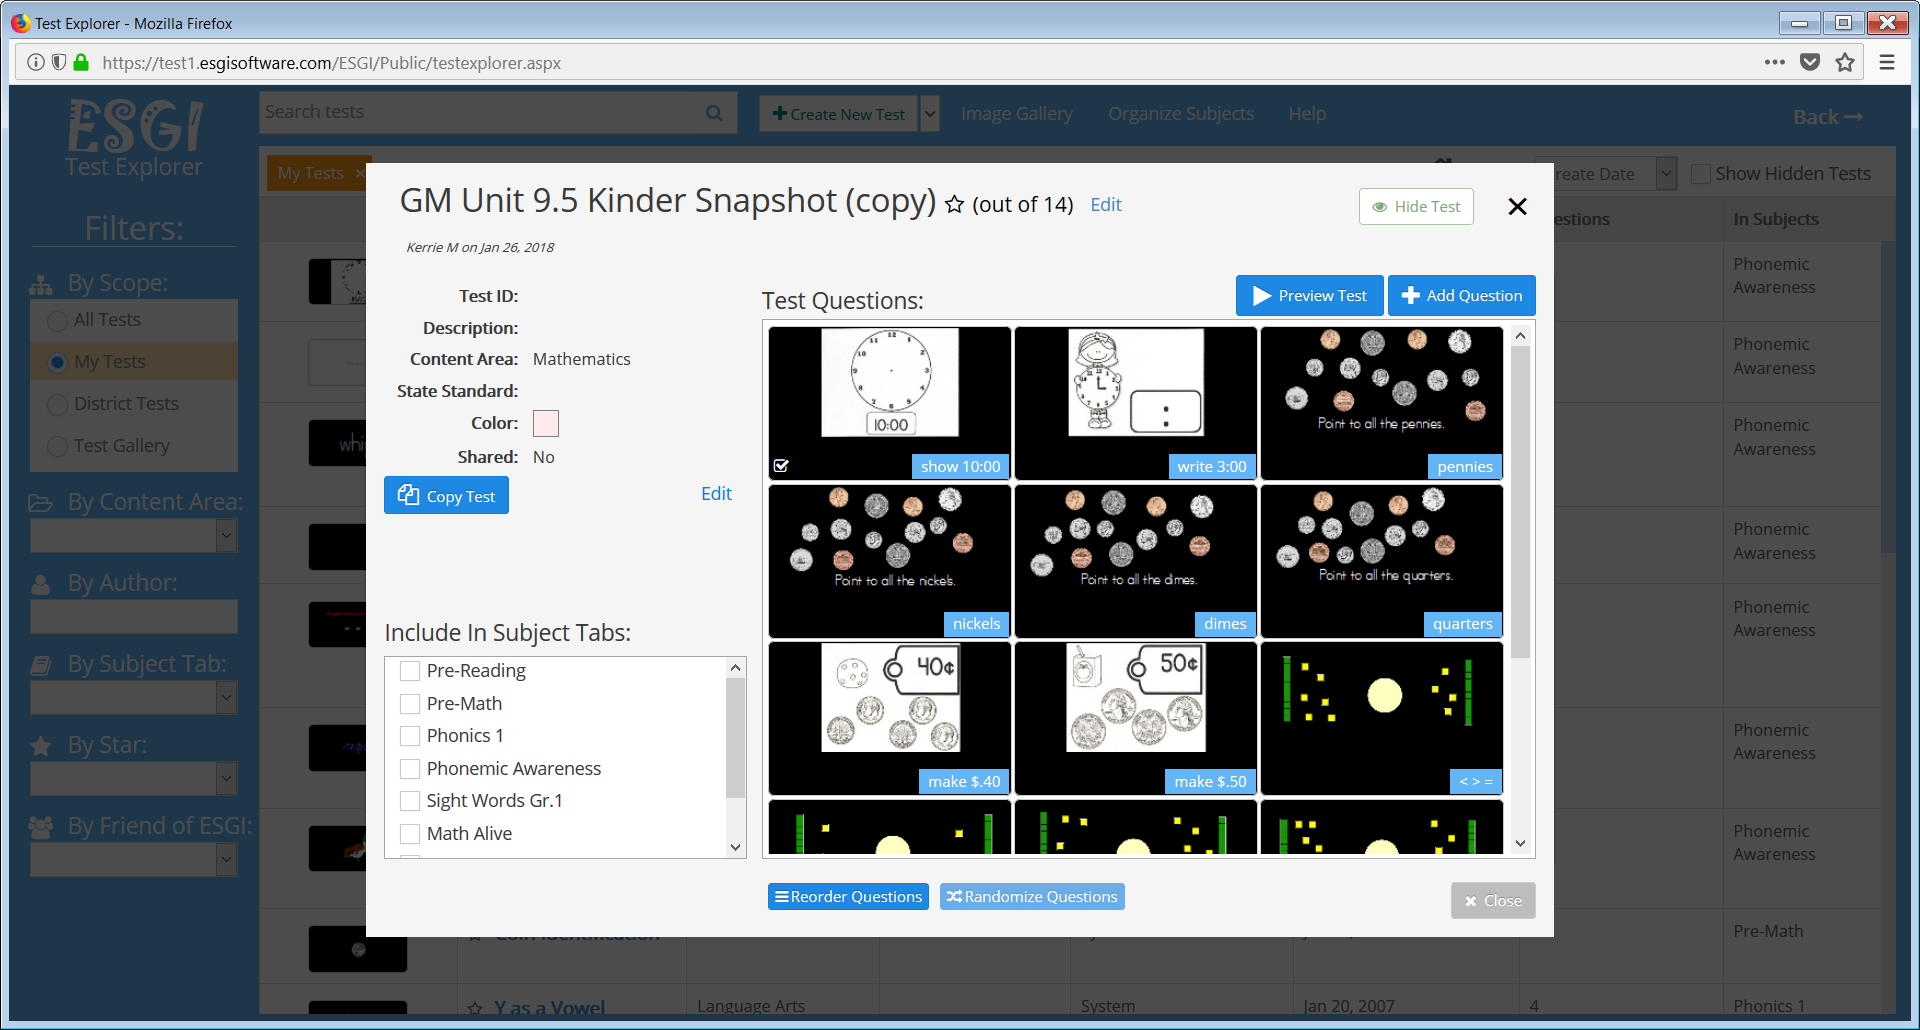 Test Explorer - Mozilla Firefox
https://test1.esgisoftware.com/ESGI/Public/testexplorer.aspx
ESGI
Test Explorer
Search tests
Create New Test
Image Gallery
Organize Subjects
Help
Back
My Tests ×
reate Date
Show Hidden Tests
Filters:
By Scope:
All Tests
My Tests
District Tests
Test Gallery
By Content Area:
By Author:
By Subject Tab:
By Star:
By Friend of ESGI:
GM Unit 9.5 Kinder Snapshot (copy) (out of 14) Edit
Hide Test
Kerrie M on Jan 26, 2018
Test ID:
Description:
Content Area: Mathematics
State Standard:
Color:
Shared: No
Copy Test
Edit
Include In Subject Tabs:
Pre-Reading
Pre-Math
Phonics 1
Phonemic Awareness
Sight Words Gr.1
Math Alive
Test Questions:
Preview Test
Add Question
10:00
show 10:00
:
write 3:00
Point to all the pennies.
pennies
Point to all the nickels.
nickels
Point to all the dimes.
dimes
Point to all the quarters.
quarters
40¢
make $.40
50¢
make $.50
< > =
Reorder Questions
Randomize Questions
Close
estions
In Subjects
Phonemic
Awareness
Phonemic
Awareness
Phonemic
Awareness
Phonemic
Awareness
Phonemic
Awareness
Phonemic
Awareness
Phonemic
Awareness
Pre-Math
whi
Coin Identification
Y as a Vowel
Language Arts
System
Jan 20, 2007
4
Phonics 1